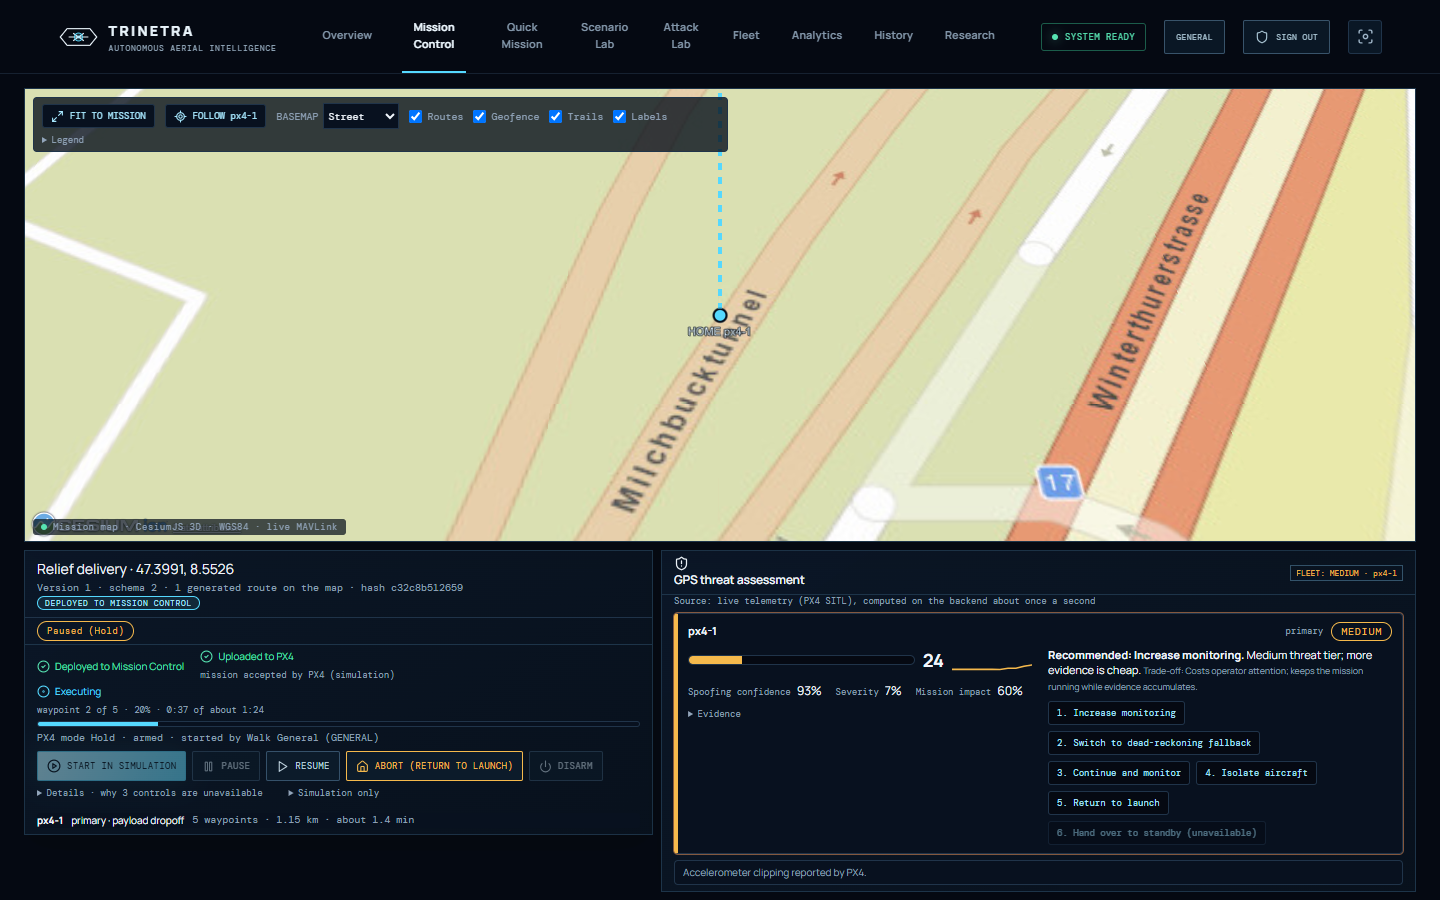 TRINETRA
AUTONOMOUS AERIAL INTELLIGENCE
Overview
Mission Control
Quick Mission
Scenario Lab
Attack Lab
Fleet
Analytics
History
Research
SYSTEM READY
GENERAL
SIGN OUT
FIT TO MISSION
FOLLOW px4-1
BASEMAP
Street
Routes
Geofence
Trails
Labels
Legend
HOME px4-1
Milchbucktunnel
Winterthurerstrasse
17
Mission map · CesiumJS 3D · WGS84 · live MAVLink
Relief delivery · 47.3991, 8.5526
Version 1 · schema 2 · 1 generated route on the map · hash c32c8b512659
DEPLOYED TO MISSION CONTROL
Paused (Hold)
Deployed to Mission Control
Uploaded to PX4
mission accepted by PX4 (simulation)
Executing
waypoint 2 of 5 · 20% · 0:37 of about 1:24
PX4 mode Hold · armed · started by Walk General (GENERAL)
START IN SIMULATION
PAUSE
RESUME
ABORT (RETURN TO LAUNCH)
DISARM
Details · why 3 controls are unavailable
Simulation only
px4-1 primary · payload dropoff 5 waypoints · 1.15 km · about 1.4 min
GPS threat assessment
FLEET: MEDIUM · px4-1
Source: live telemetry (PX4 SITL), computed on the backend about once a second
px4-1
primary
MEDIUM
24
Spoofing confidence 93% Severity 7% Mission impact 60%
Evidence
Recommended: Increase monitoring. Medium threat tier; more
evidence is cheap. Trade-off: Costs operator attention; keeps the mission
running while evidence accumulates.
1. Increase monitoring
2. Switch to dead-reckoning fallback
3. Continue and monitor
4. Isolate aircraft
5. Return to launch
6. Hand over to standby (unavailable)
Accelerometer clipping reported by PX4.